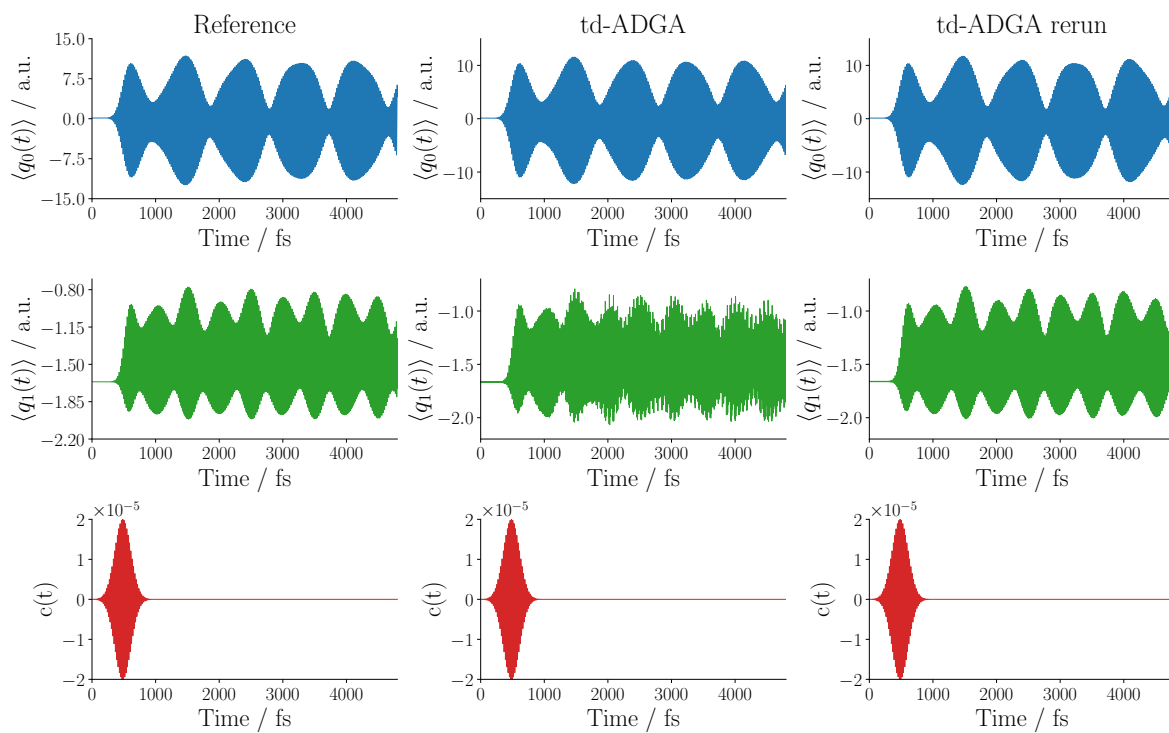 Reference
td-ADGA
td-ADGA rerun
15.0
7.5
0.0
−7.5
−15.0
⟨q₀(t)⟩ / a.u.
0 1000 2000 3000 4000
Time / fs
10
0
−10
⟨q₀(t)⟩ / a.u.
0 1000 2000 3000 4000
Time / fs
10
0
−10
⟨q₀(t)⟩ / a.u.
0 1000 2000 3000 4000
Time / fs
−0.80
−1.15
−1.50
−1.85
−2.20
⟨q₁(t)⟩ / a.u.
0 1000 2000 3000 4000
Time / fs
−1.0
−1.5
−2.0
⟨q₁(t)⟩ / a.u.
0 1000 2000 3000 4000
Time / fs
−1.0
−1.5
−2.0
⟨q₁(t)⟩ / a.u.
0 1000 2000 3000 4000
Time / fs
×10⁻⁵
2
1
0
−1
−2
c(t)
0 1000 2000 3000 4000
Time / fs
×10⁻⁵
2
1
0
−1
−2
c(t)
0 1000 2000 3000 4000
Time / fs
×10⁻⁵
2
1
0
−1
−2
c(t)
0 1000 2000 3000 4000
Time / fs